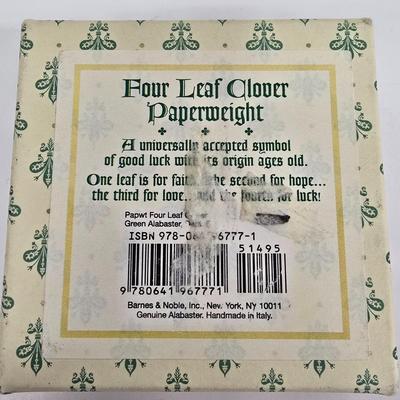 Four Leaf Clover
Paperweight
A universally accepted symbol
of good luck with its origin ages old.
One leaf is for faith... the second for hope...
the third for love... and the fourth for luck!
Papwt Four Leaf
Green Alabaster,
ISBN 978-0 6777-1
51495
9 780641 967771
Barnes & Noble, Inc., New York, NY 10011
Genuine Alabaster. Handmade in Italy.